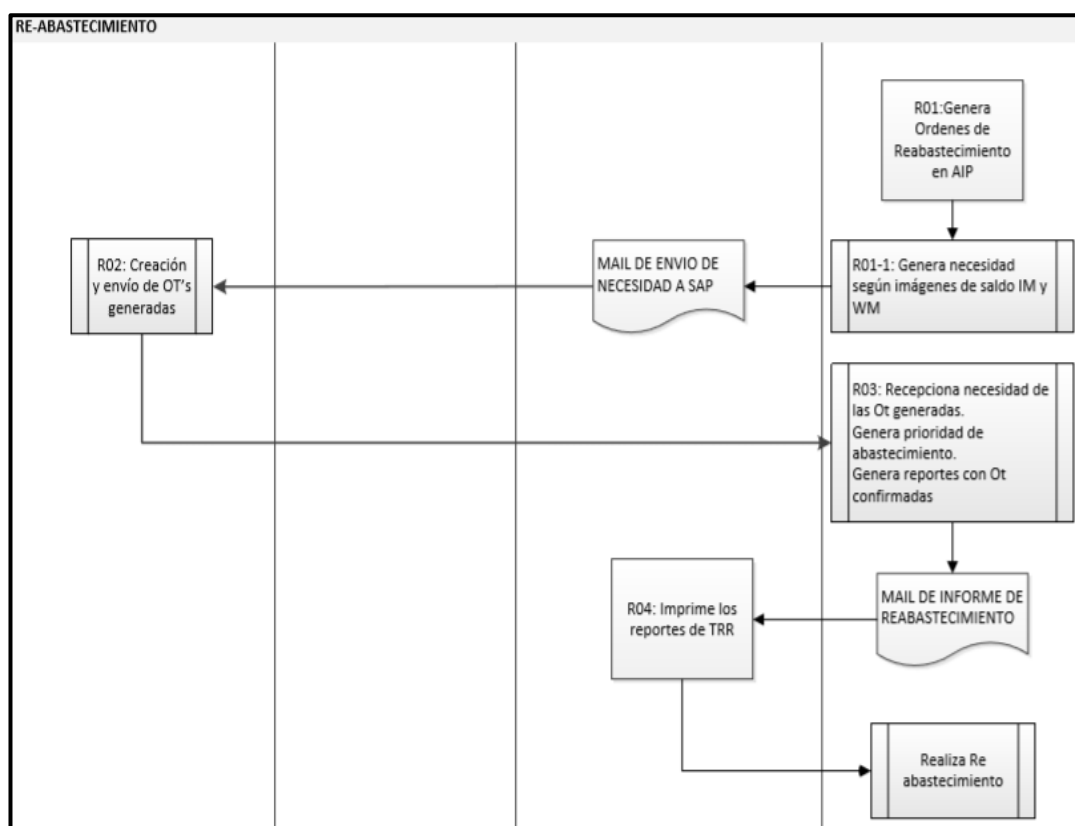 RE-ABASTECIMIENTO
R01:Genera
Ordenes de
Reabastecimiento
en AIP
R01-1: Genera necesidad
según imágenes de saldo IM y
WM
MAIL DE ENVIO DE
NECESIDAD A SAP
R02: Creación
y envío de OT's
generadas
R03: Recepciona necesidad de
las Ot generadas.
Genera prioridad de
abastecimiento.
Genera reportes con Ot
confirmadas
MAIL DE INFORME DE
REABASTECIMIENTO
R04: Imprime los
reportes de TRR
Realiza Re
abastecimiento